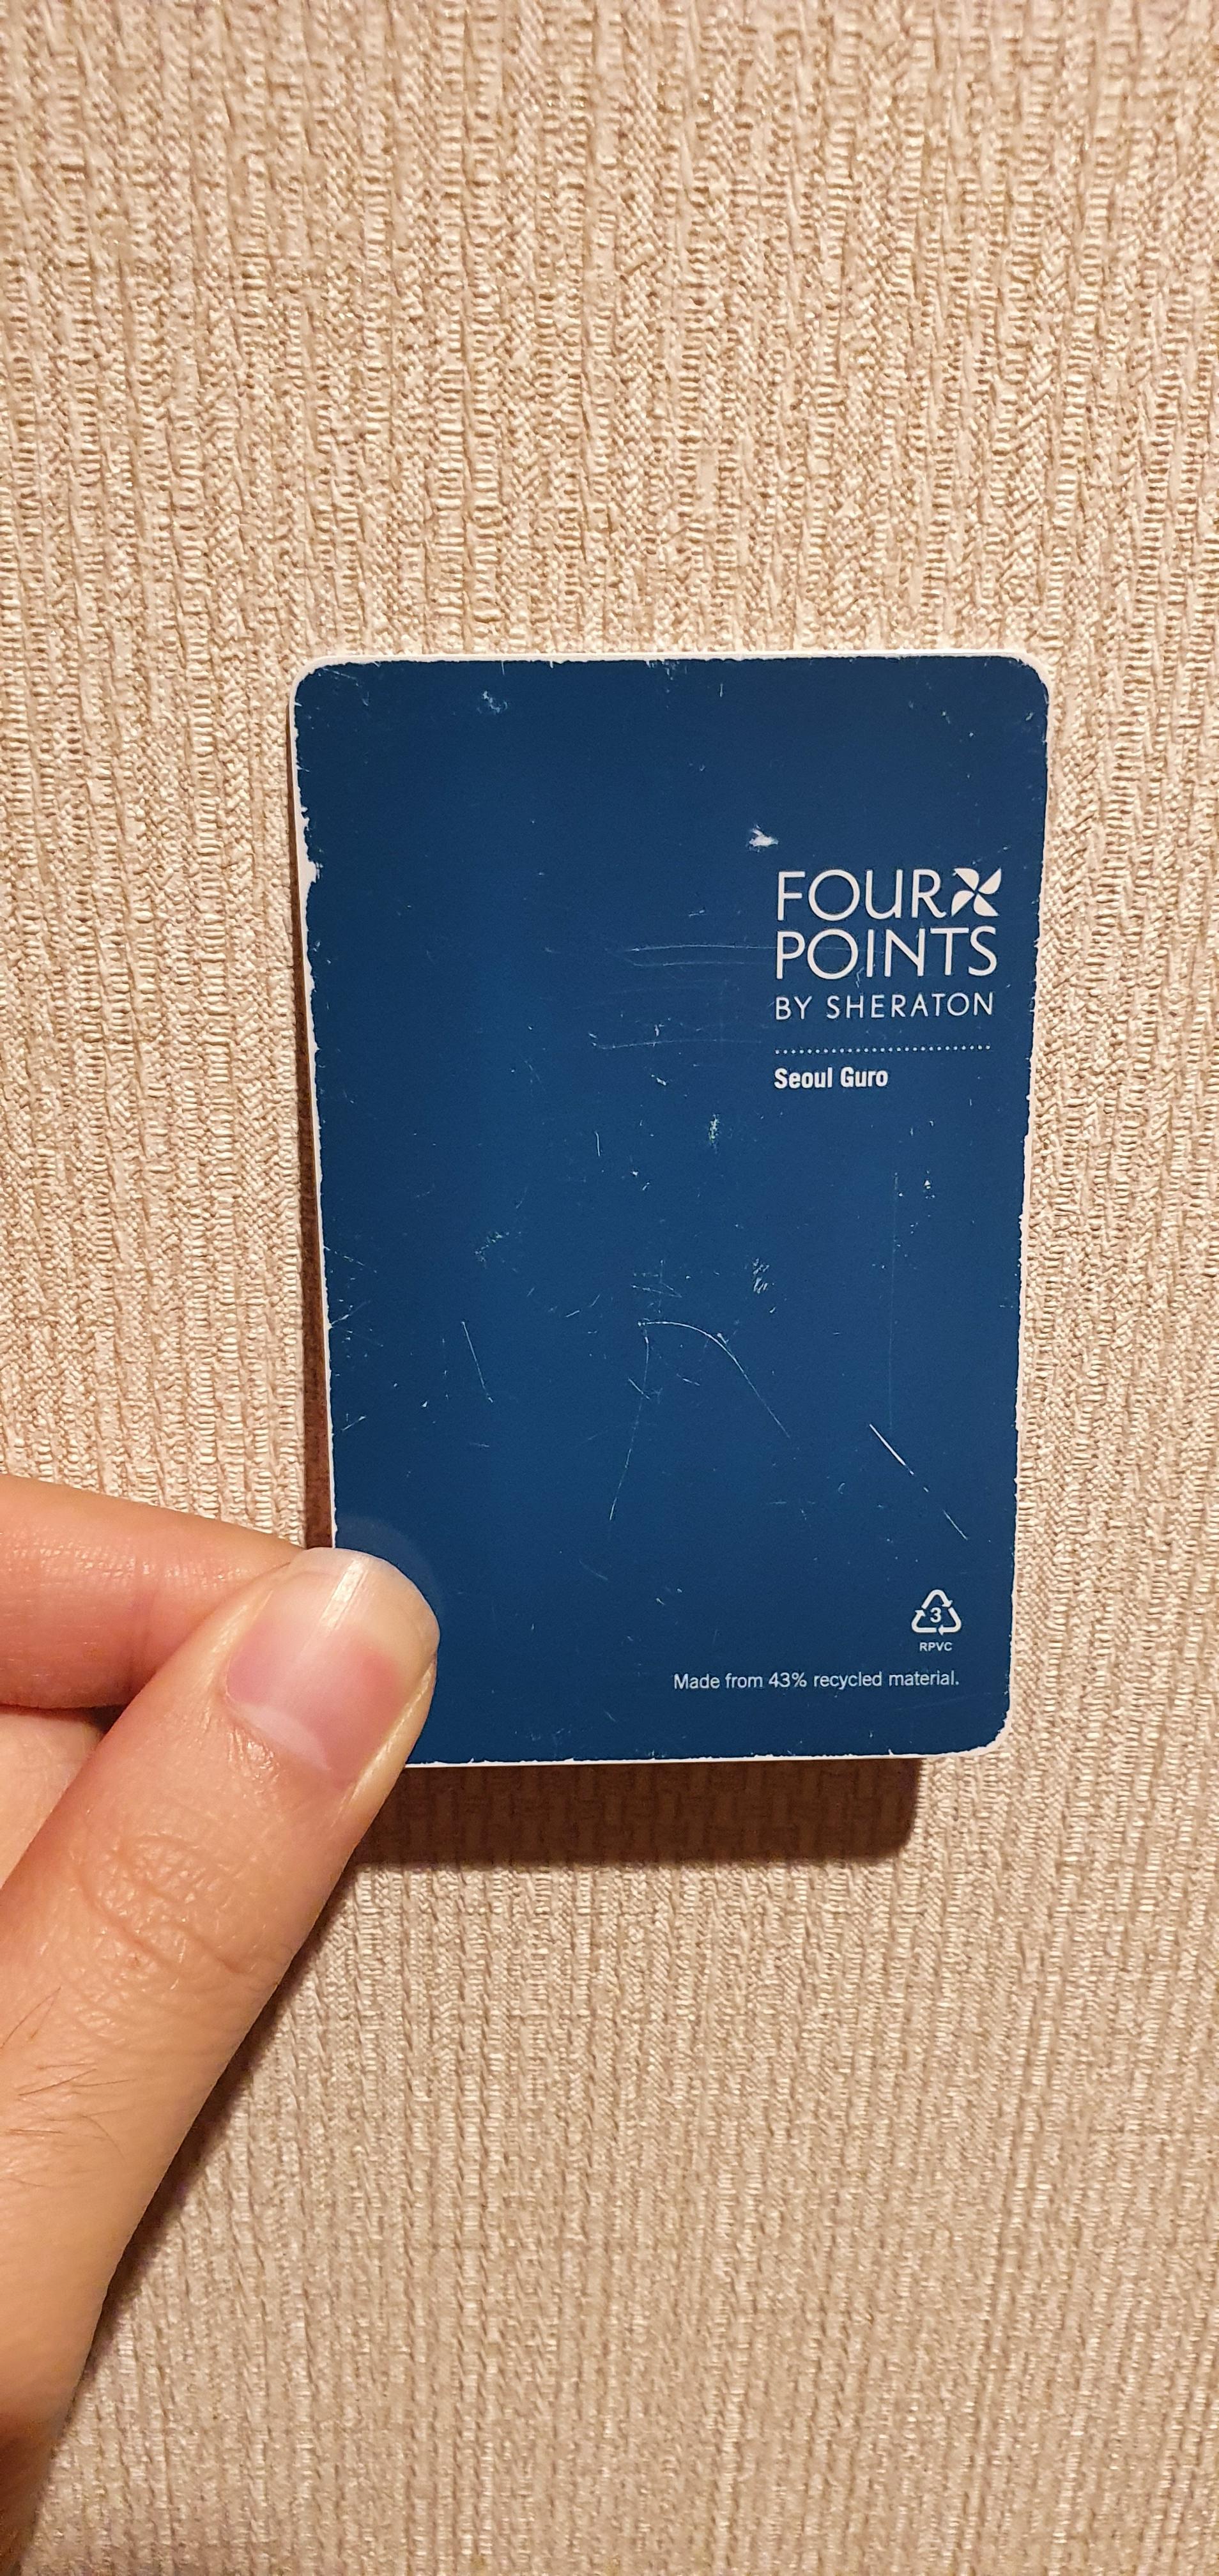 FOUR
POINTS
BY SHERATON
Seoul Guro
3
RPVC
Made from 43% recycled material.